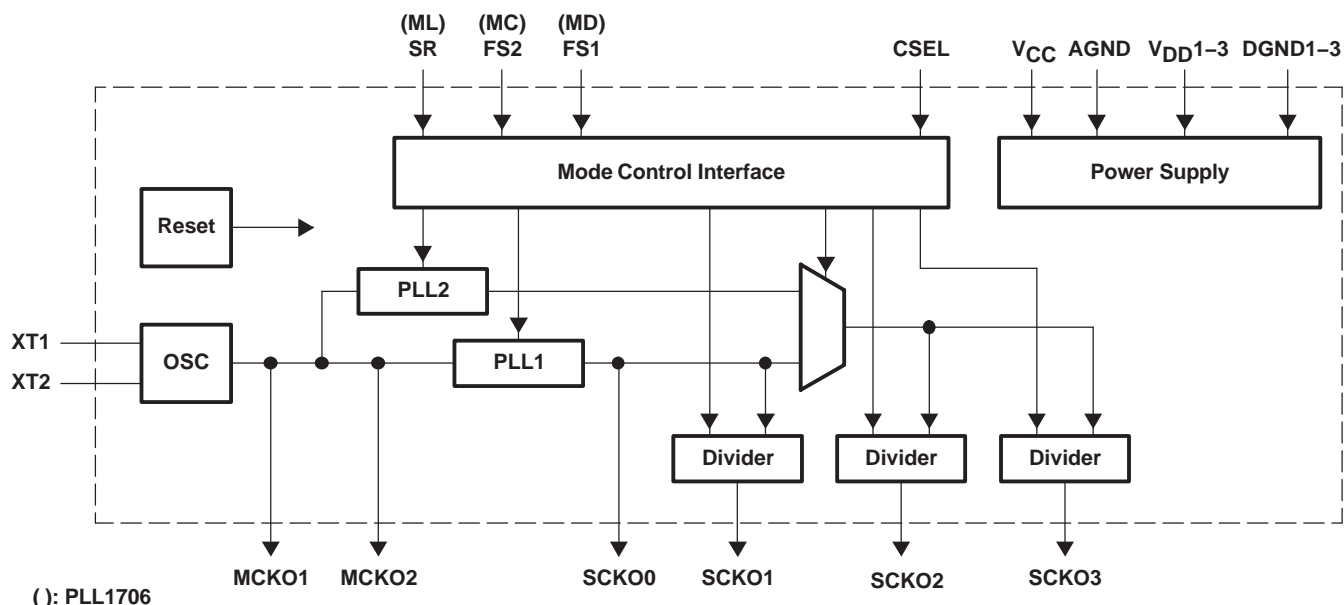 (ML) (MC) (MD)
SR FS2 FS1 CSEL VCC AGND VDD1–3 DGND1–3
Mode Control Interface
Power Supply
Reset
PLL2
XT1
OSC
PLL1
XT2
Divider Divider Divider
MCKO1 MCKO2 SCKO0 SCKO1 SCKO2 SCKO3
( ): PLL1706